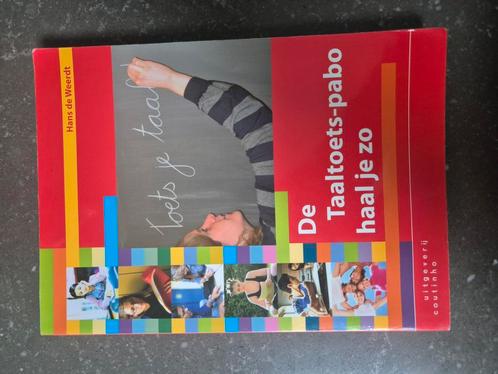 Hans de Weerdt
Toets je taal!
De
Taaltoets-pabo
haal je zo
uitgeverij
coutinho